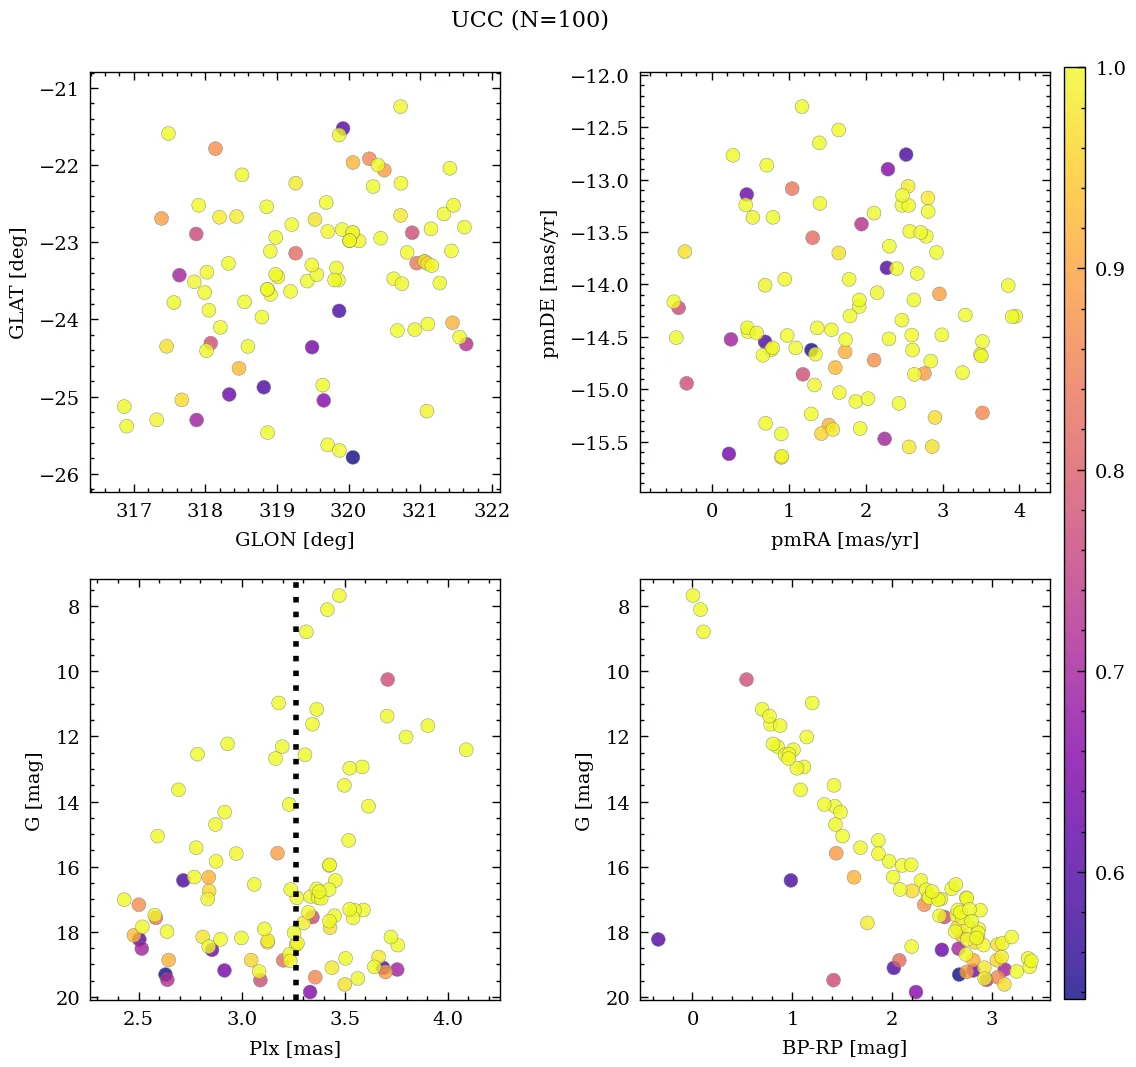 UCC (N=100)
−21
−22
−23
−24
−25
−26
GLAT [deg]
317 318 319 320 321 322
GLON [deg]
−12.0
−12.5
−13.0
−13.5
−14.0
−14.5
−15.0
−15.5
pmDE [mas/yr]
0 1 2 3 4
pmRA [mas/yr]
1.0
0.9
0.8
0.7
0.6
8
10
12
14
16
18
20
G [mag]
2.5 3.0 3.5 4.0
Plx [mas]
8
10
12
14
16
18
20
G [mag]
0 1 2 3
BP-RP [mag]